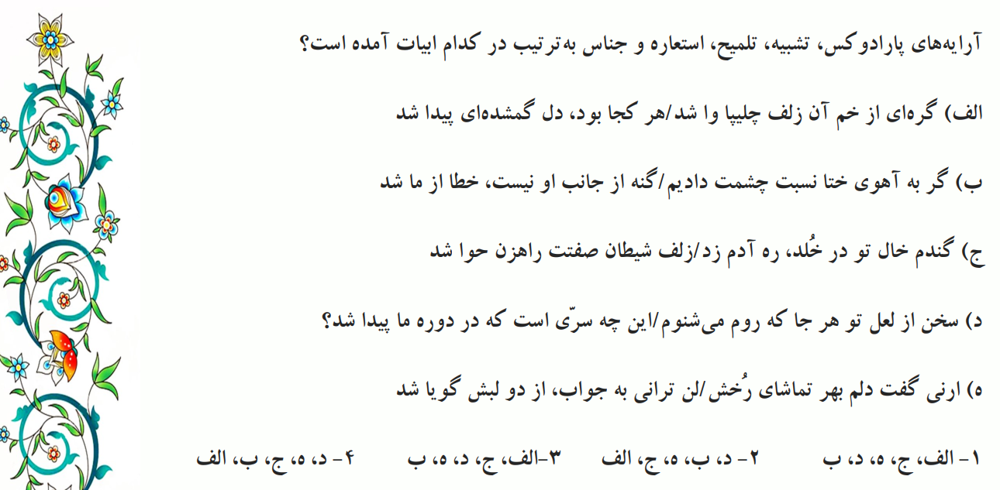 آرایه‌های پارادوکس، تشبیه، تلمیح، استعاره و جناس به‌ترتیب در کدام ابیات آمده است؟
الف) گره‌ای از خم آن زلف چلیپا وا شد/هر کجا بود، دل گمشده‌ای پیدا شد
ب) گر به آهوی ختا نسبت چشمت دادیم/گنه از جانب او نیست، خطا از ما شد
ج) گندم خال تو در خُلد، ره آدم زد/زلف شیطان صفتت راهزن حوا شد
د) سخن از لعل تو هر جا که روم می‌شنوم/این چه سرّی است که در دوره ما پیدا شد؟
ه) ارنی گفت دلم بهر تماشای رُخش/لن ترانی به جواب، از دو لبش گویا شد
۱- الف، ج، ه، د، ب ۲- د، ب، ه، ج، الف ۳-الف، ج، د، ه، ب ۴- د، ه، ج، ب، الف